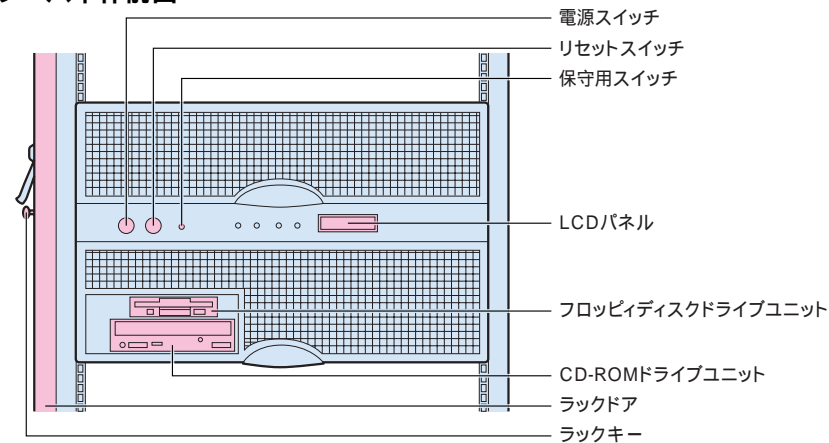 電源スイッチ
リセットスイッチ
保守用スイッチ
LCDパネル
フロッピィディスクドライブユニット
CD-ROMドライブユニット
ラックドア
ラックキー